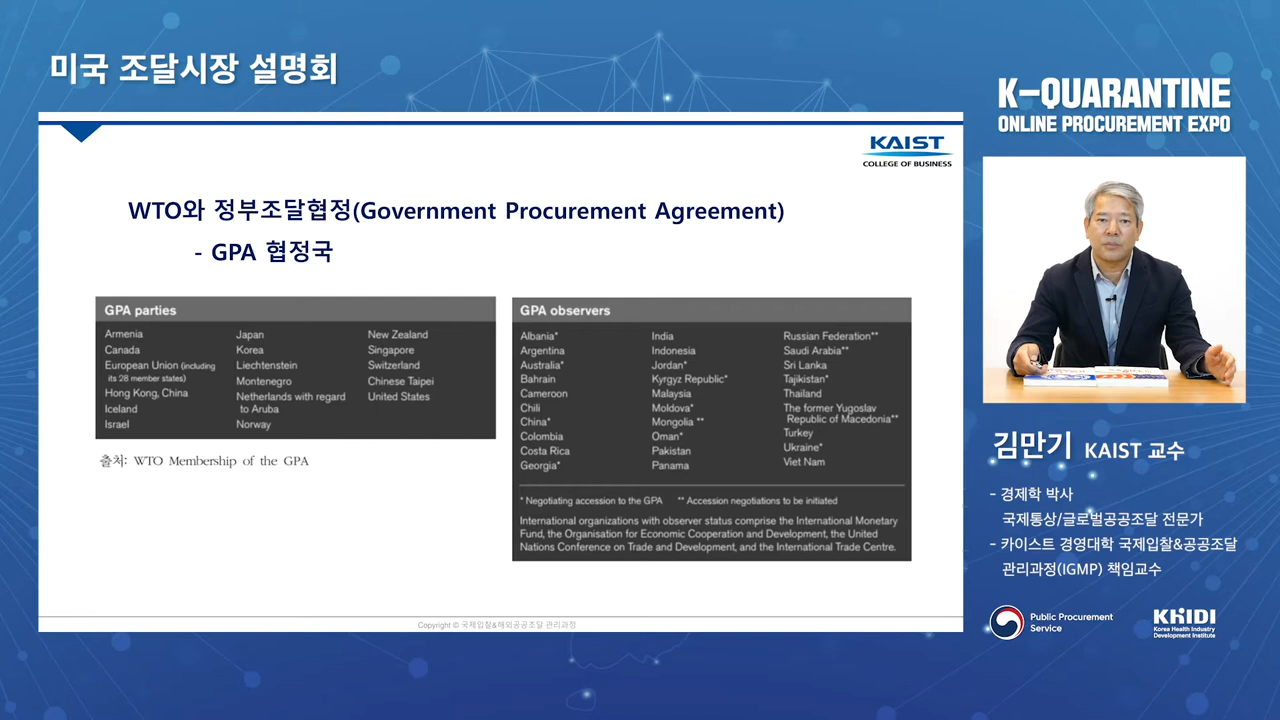 미국 조달시장 설명회
K-QUARANTINE
ONLINE PROCUREMENT EXPO
KAIST
COLLEGE OF BUSINESS
WTO와 정부조달협정(Government Procurement Agreement)
- GPA 협정국
GPA parties
Armenia
Canada
European Union (including
its 28 member states)
Hong Kong, China
Iceland
Israel
Japan
Korea
Liechtenstein
Montenegro
Netherlands with regard
to Aruba
Norway
New Zealand
Singapore
Switzerland
Chinese Taipei
United States
출처: WTO Membership of the GPA
GPA observers
Albania*
Argentina
Australia*
Bahrain
Cameroon
Chili
China*
Colombia
Costa Rica
Georgia*
India
Indonesia
Jordan*
Kyrgyz Republic*
Malaysia
Moldova*
Mongolia **
Oman*
Pakistan
Panama
Russian Federation**
Saudi Arabia**
Sri Lanka
Tajikistan*
Thailand
The former Yugoslav
Republic of Macedonia**
Turkey
Ukraine*
Viet Nam
* Negotiating accession to the GPA ** Accession negotiations to be initiated
International organizations with observer status comprise the International Monetary
Fund, the Organisation for Economic Cooperation and Development, the United
Nations Conference on Trade and Development, and the International Trade Centre.
Copyright © 국제입찰&해외공공조달 관리과정
김만기 KAIST 교수
- 경제학 박사
국제통상/글로벌공공조달 전문가
- 카이스트 경영대학 국제입찰&공공조달
관리과정(IGMP) 책임교수
Public Procurement
Service
KHIDI
Korea Health Industry
Development Institute